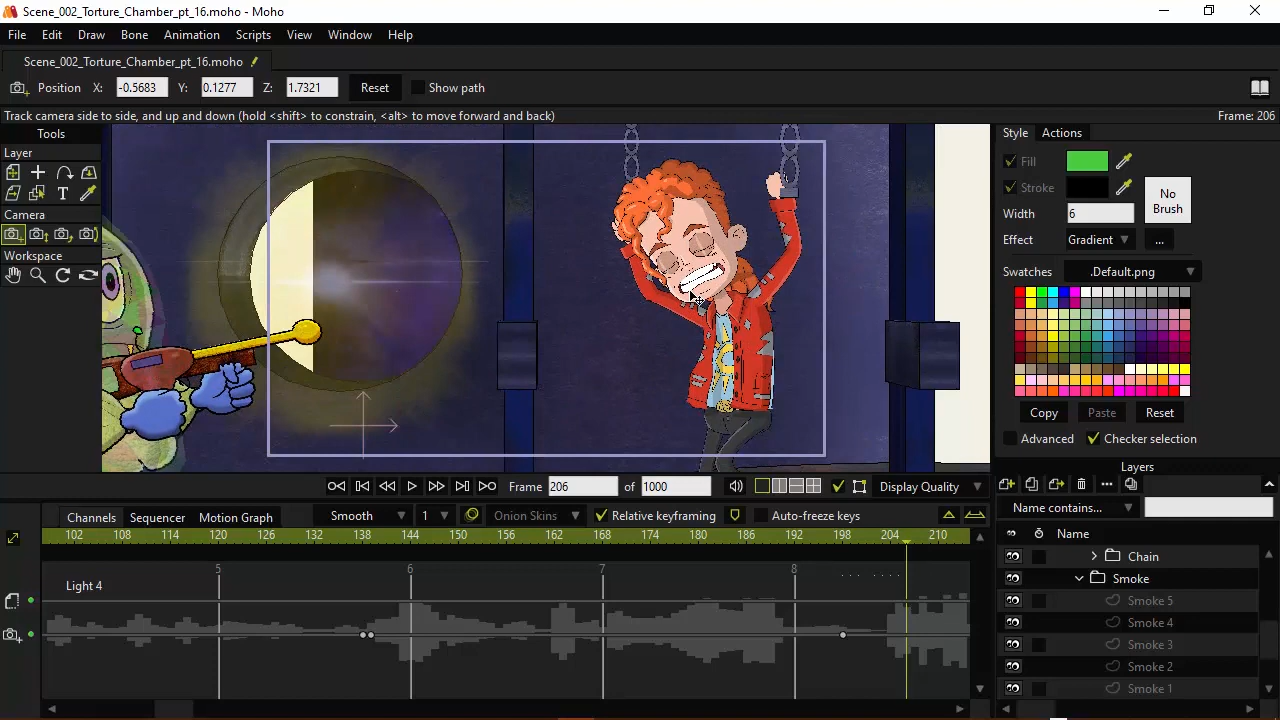 Scene_002_Torture_Chamber_pt_16.moho - Moho
File Edit Draw Bone Animation Scripts View Window Help
Scene_002_Torture_Chamber_pt_16.moho
Position X: -0.5683 Y: 0.1277 Z: 1.7321 Reset Show path
Track camera side to side, and up and down (hold <shift> to constrain, <alt> to move forward and back) Frame: 206
Tools
Layer
Camera
Workspace
Style Actions
Fill
Stroke
No
Brush
Width 6
Effect Gradient ...
Swatches .Default.png
Copy Paste Reset
Advanced Checker selection
Frame 206 of 1000 Display Quality
Channels Sequencer Motion Graph Smooth 1 Onion Skins Relative keyframing Auto-freeze keys
102 108 114 120 126 132 138 144 150 156 162 168 174 180 186 192 198 204 210
5 6 7 8
Light 4
Layers
Name contains...
Name
Chain
Smoke
Smoke 5
Smoke 4
Smoke 3
Smoke 2
Smoke 1